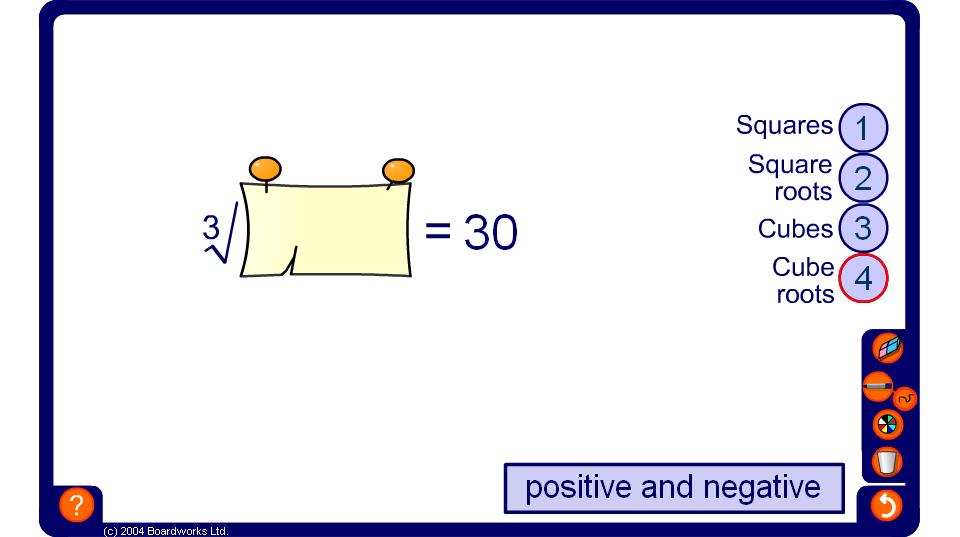 Squares 1
Square
roots 2
Cubes 3
Cube
roots 4
3√ = 30
positive and negative
?
(c) 2004 Boardworks Ltd.